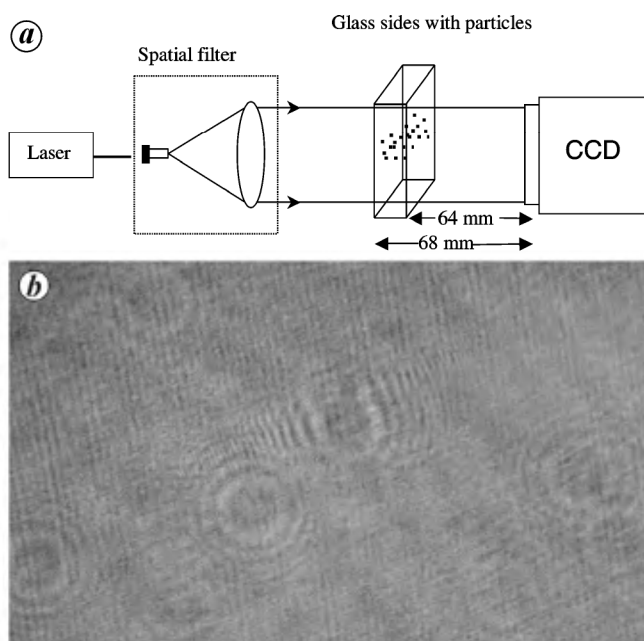 a
Glass sides with particles
Spatial filter
Laser
CCD
64 mm
68 mm
b